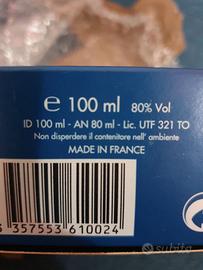 e 100 ml 80% Vol
ID 100 ml - AN 80 ml - Lic. UTF 321 TO
Non disperdere il contenitore nell' ambiente
MADE IN FRANCE
3 357553 610024
subito